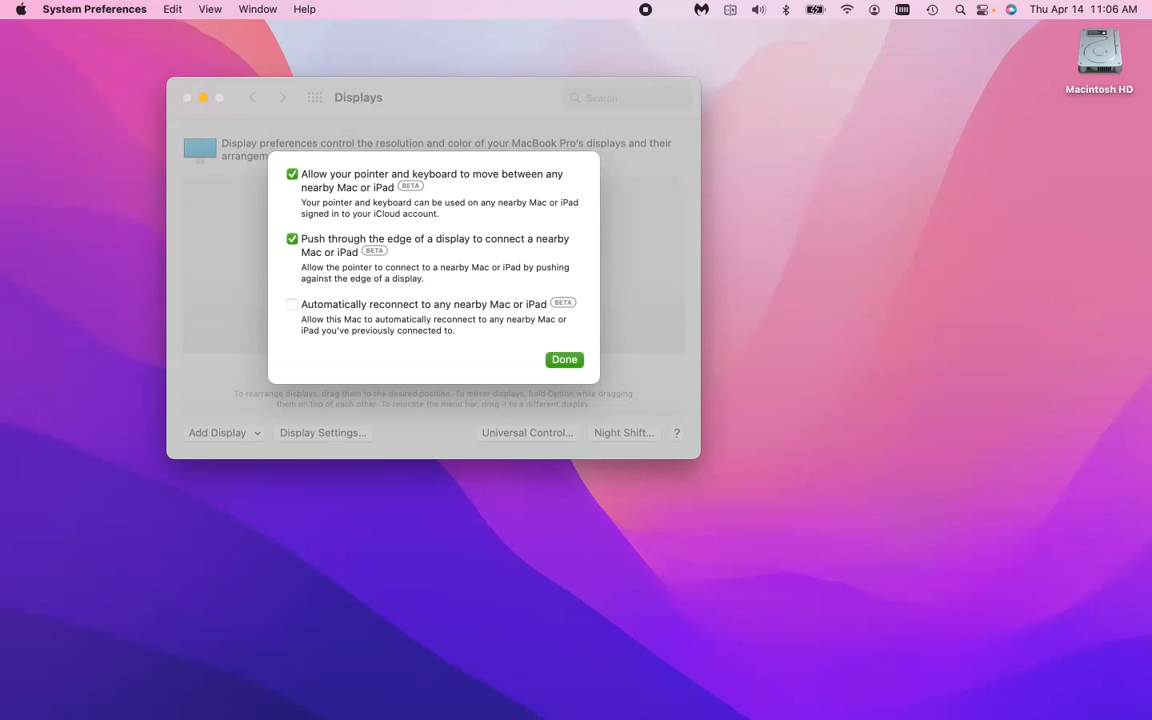 System Preferences Edit View Window Help Thu Apr 14 11:06 AM
Macintosh HD
Displays
Search
Display preferences control the resolution and color of your MacBook Pro's displays and their
arrangem
Allow your pointer and keyboard to move between any
nearby Mac or iPad BETA
Your pointer and keyboard can be used on any nearby Mac or iPad
signed in to your iCloud account.
Push through the edge of a display to connect a nearby
Mac or iPad BETA
Allow the pointer to connect to a nearby Mac or iPad by pushing
against the edge of a display.
Automatically reconnect to any nearby Mac or iPad BETA
Allow this Mac to automatically reconnect to any nearby Mac or
iPad you've previously connected to.
Done
To rearrange displays, drag them to the desired position. To mirror displays, hold Option while dragging
them on top of each other. To relocate the menu bar, drag it to a different display.
Add Display Display Settings... Universal Control... Night Shift... ?